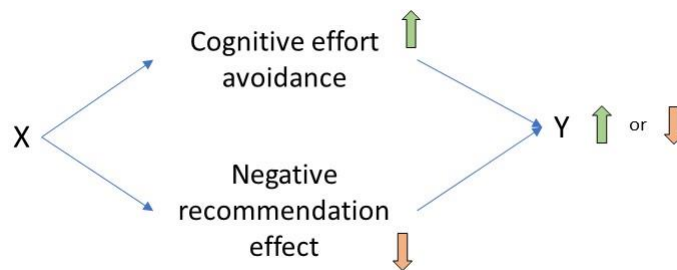 Cognitive effort
avoidance
X
Y
or
Negative
recommendation
effect